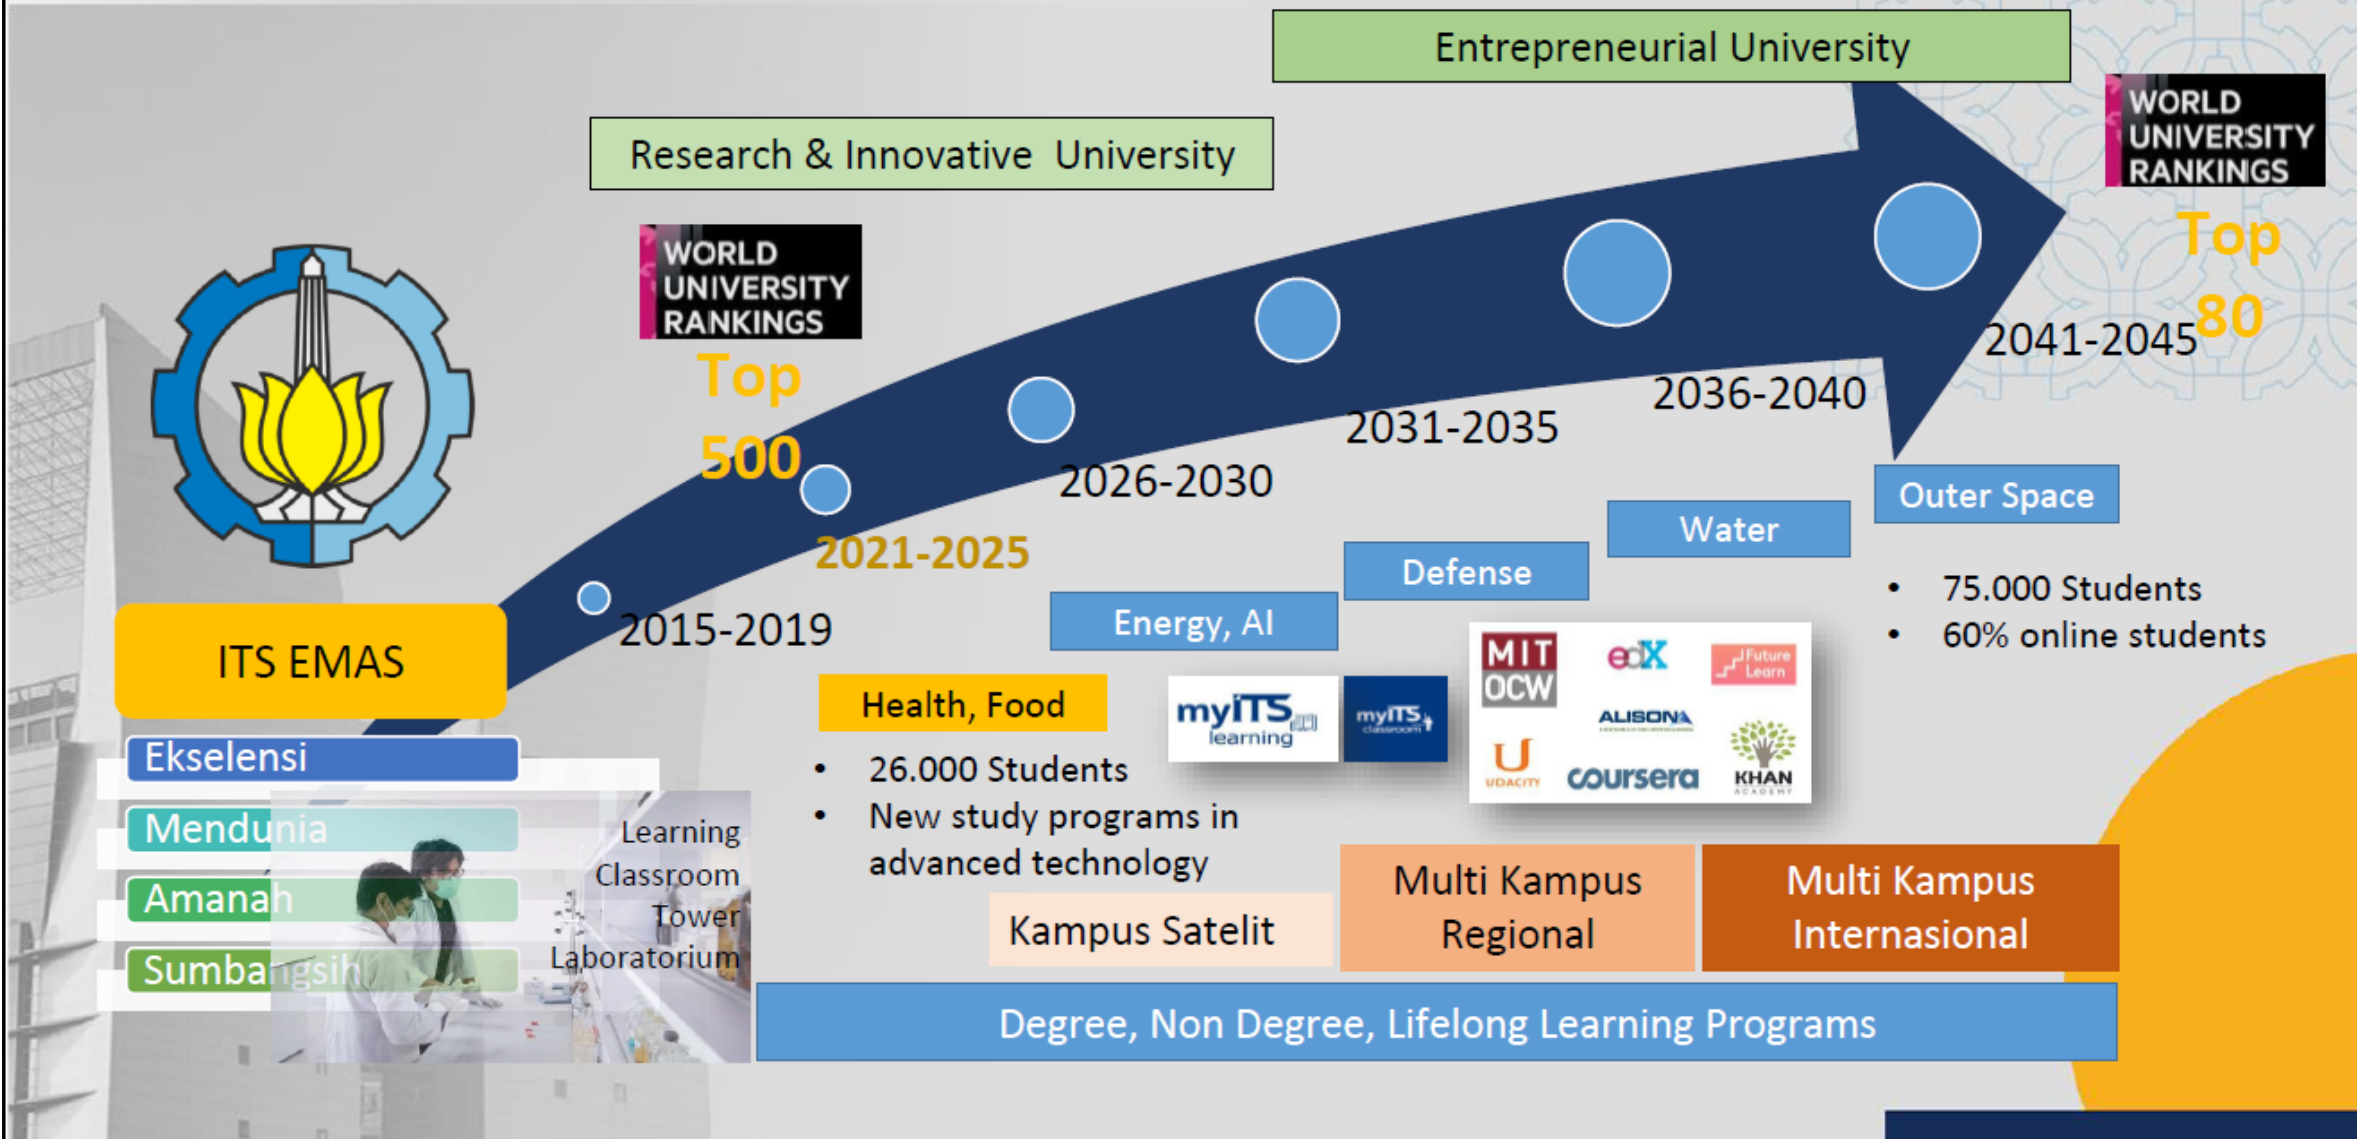 Entrepreneurial University
Research & Innovative University
WORLD
UNIVERSITY
RANKINGS
Top
80
WORLD
UNIVERSITY
RANKINGS
Top
500
2041-2045
2036-2040
2031-2035
2026-2030
2021-2025
2015-2019
ITS EMAS
Ekselensi
Mendunia
Amanah
Sumbangsih
Learning
Classroom
Tower
Laboratorium
Health, Food
• 26.000 Students
• New study programs in
advanced technology
Energy, AI
Defense
Water
Outer Space
• 75.000 Students
• 60% online students
myITS
learning
myITS
classroom
MIT
OCW
edX
Future
Learn
ALISON
U
UDACITY
coursera
KHAN
ACADEMY
Kampus Satelit
Multi Kampus
Regional
Multi Kampus
Internasional
Degree, Non Degree, Lifelong Learning Programs